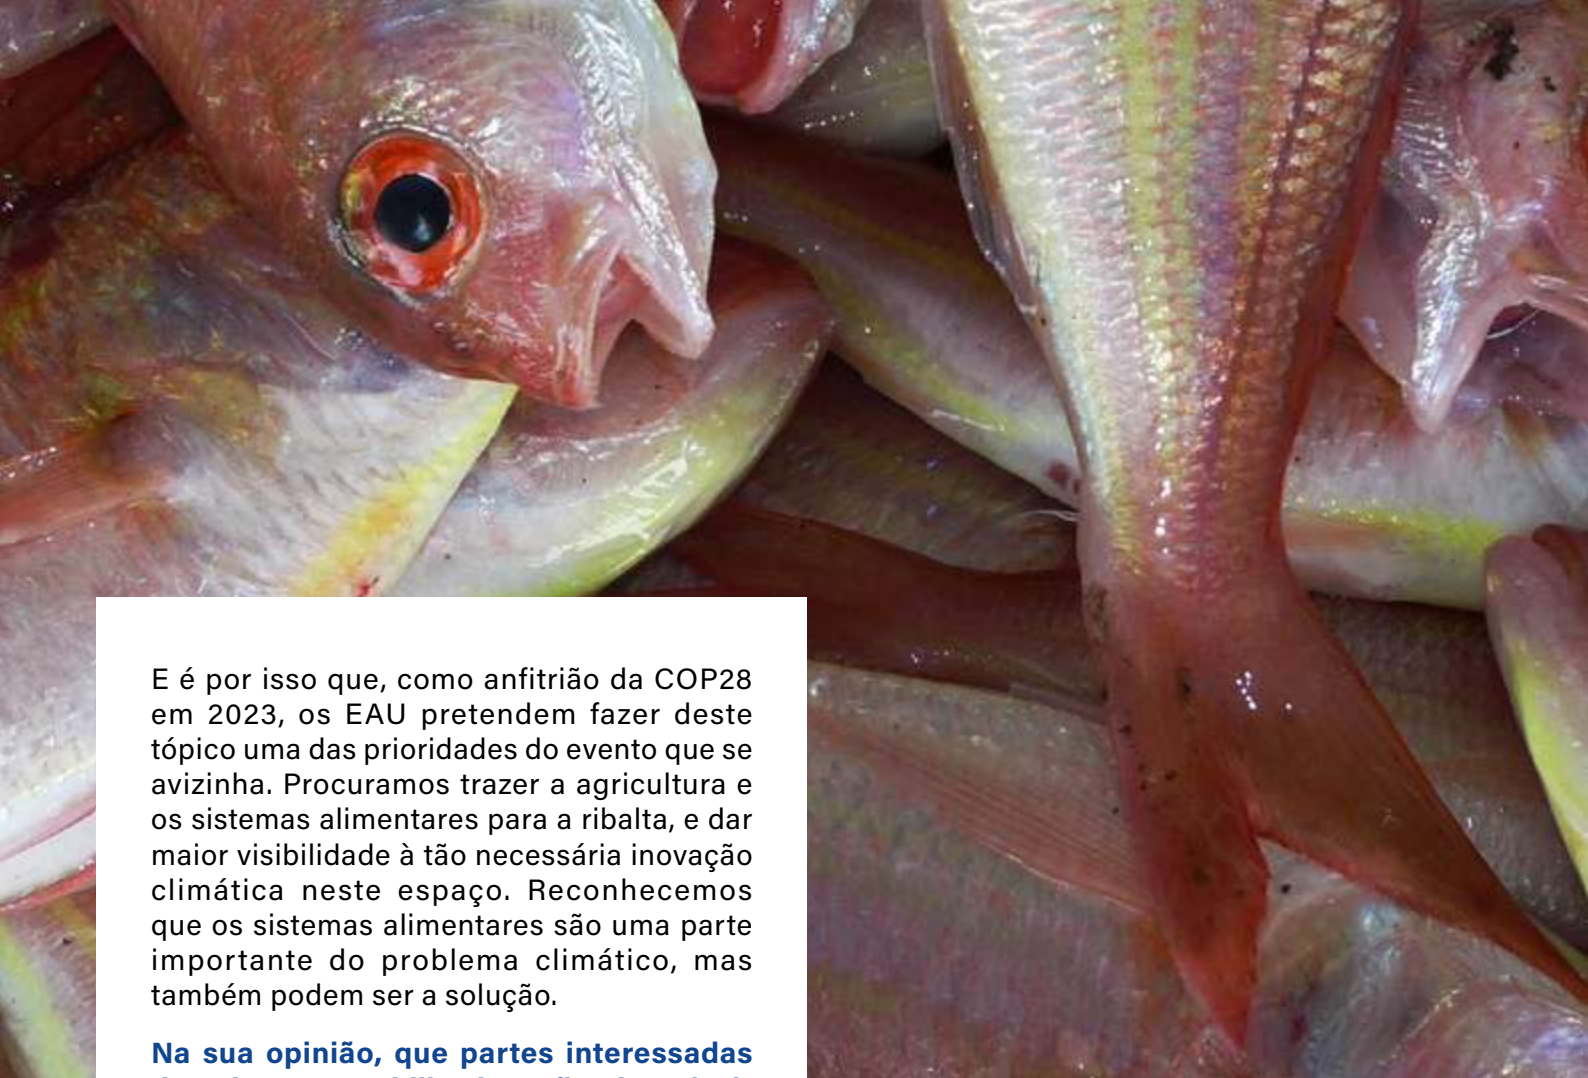 E é por isso que, como anfitrião da COP28
em 2023, os EAU pretendem fazer deste
tópico uma das prioridades do evento que se
avizinha. Procuramos trazer a agricultura e
os sistemas alimentares para a ribalta, e dar
maior visibilidade à tão necessária inovação
climática neste espaço. Reconhecemos
que os sistemas alimentares são uma parte
importante do problema climático, mas
também podem ser a solução.
Na sua opinião, que partes interessadas